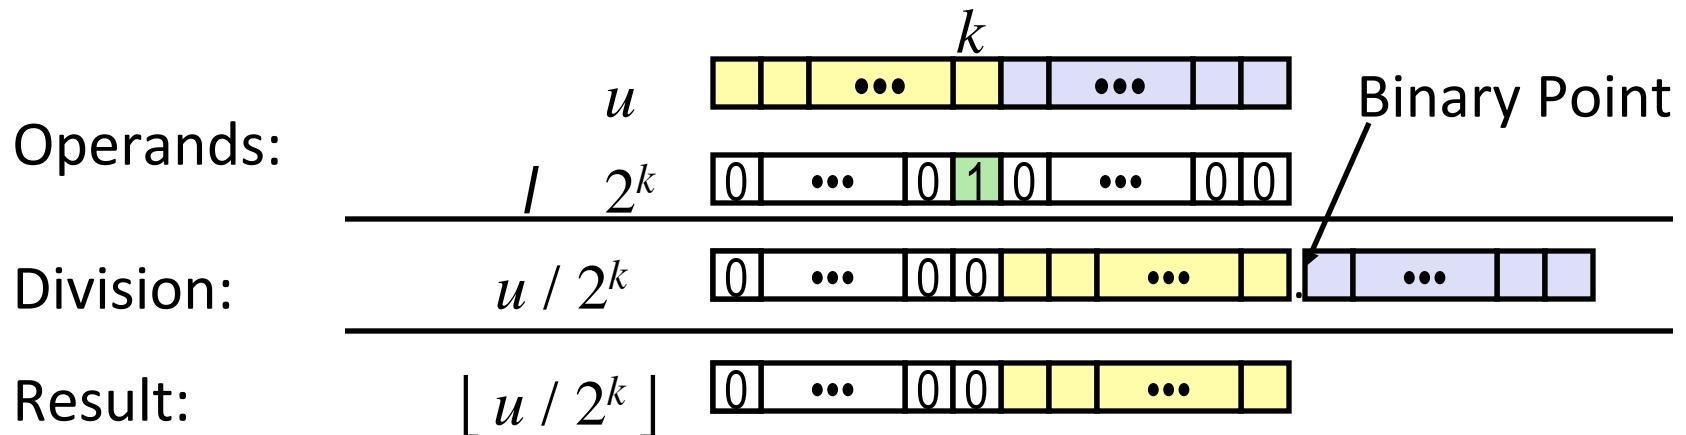 k
u ••• •••
Binary Point
Operands:
/ 2^k 0 ••• 0 1 0 ••• 0 0
Division: u / 2^k 0 ••• 0 0 ••• . •••
Result: ⌊ u / 2^k ⌋ 0 ••• 0 0 •••